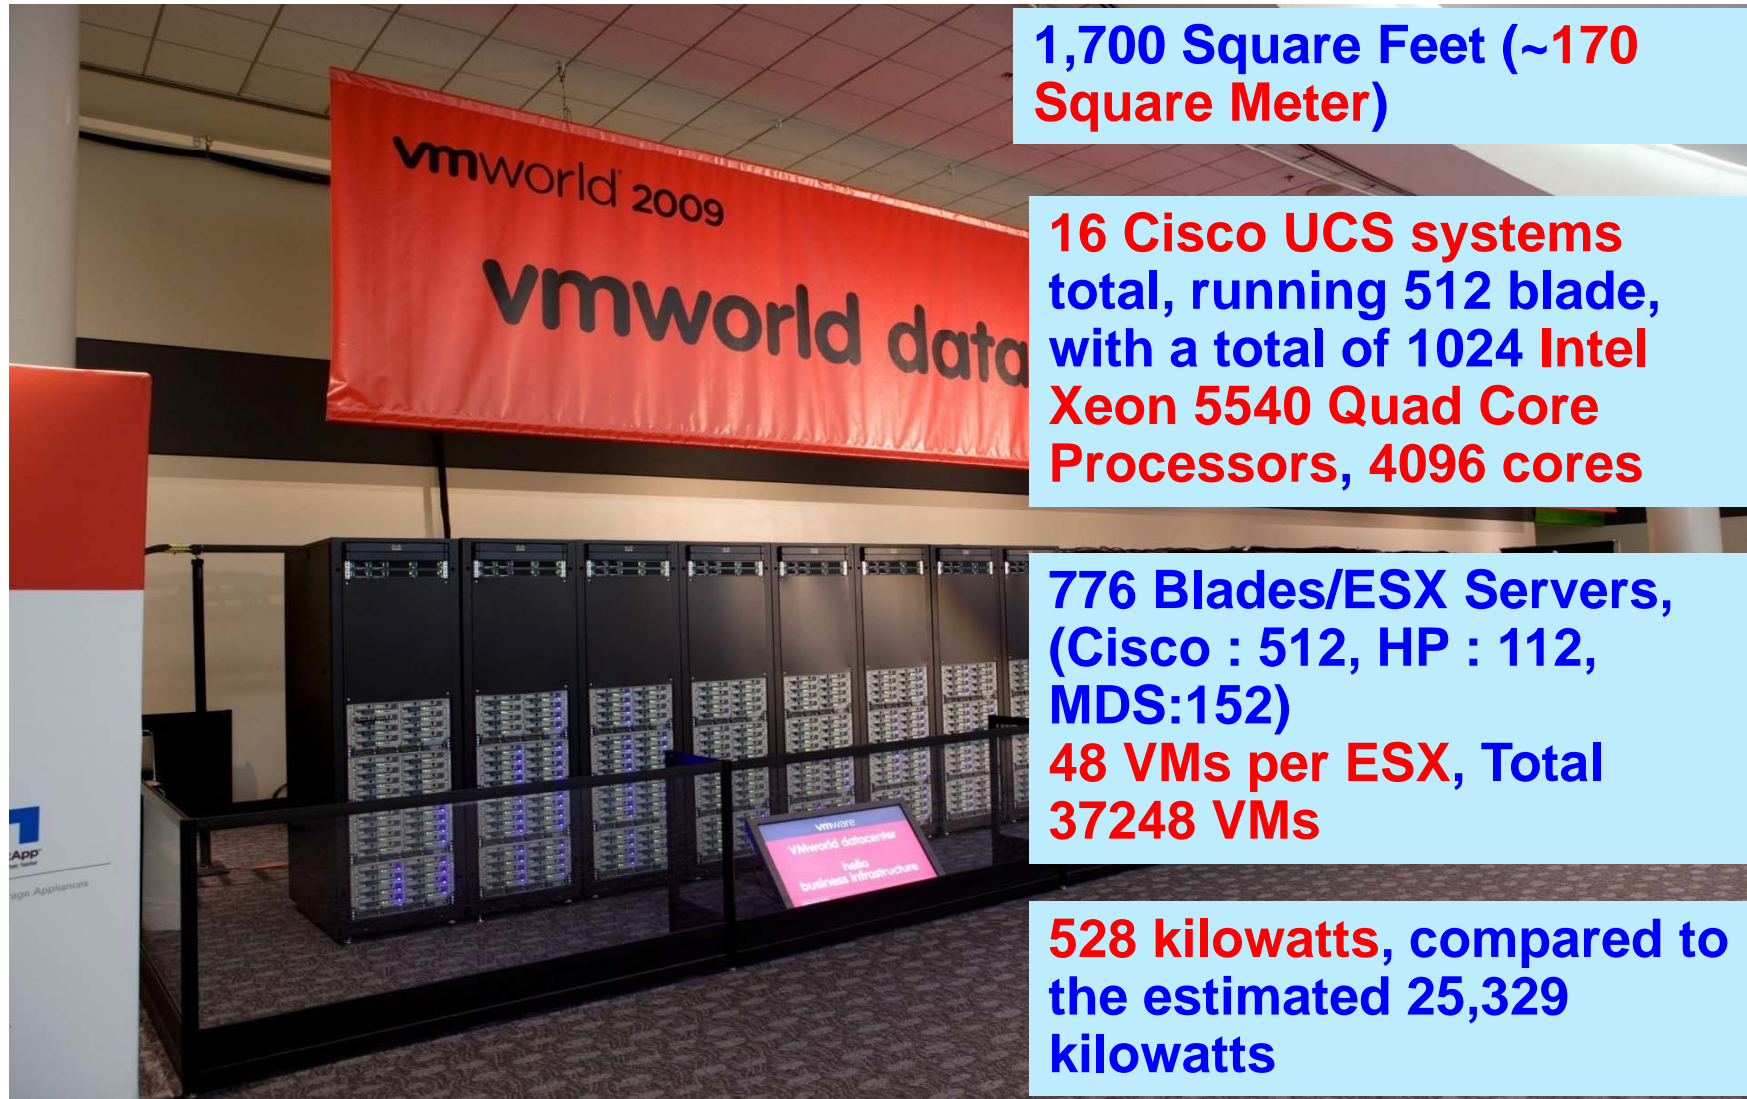 1,700 Square Feet (~170
Square Meter)
vmworld 2009
vmworld data
16 Cisco UCS systems
total, running 512 blade,
with a total of 1024 Intel
Xeon 5540 Quad Core
Processors, 4096 cores
776 Blades/ESX Servers,
(Cisco : 512, HP : 112,
MDS:152)
48 VMs per ESX, Total
37248 VMs
vmware
VMworld datacenter
hello
business infrastructure
App
age Appliances
528 kilowatts, compared to
the estimated 25,329
kilowatts